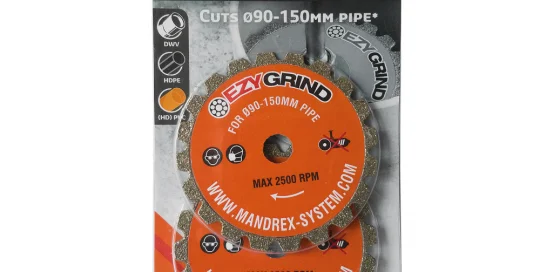 CUTS ø90-150MM PIPE*
DWV
HDPE
(HD) PVC
EZYGRIND
EZYGRIND
FOR Ø90-150MM PIPE
MAX 2500 RPM
WWW.MANDREX-SYSTEM.COM